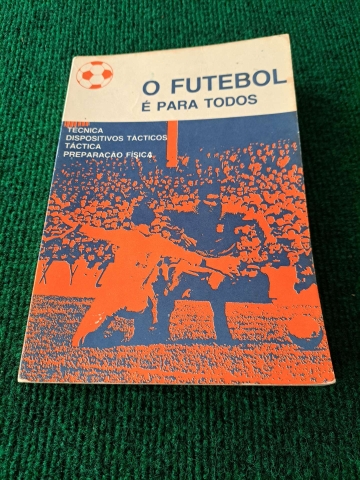 O FUTEBOL
É PARA TODOS
TÉCNICA
DISPOSITIVOS TÁCTICOS
TÁCTICA
PREPARAÇÃO FÍSICA